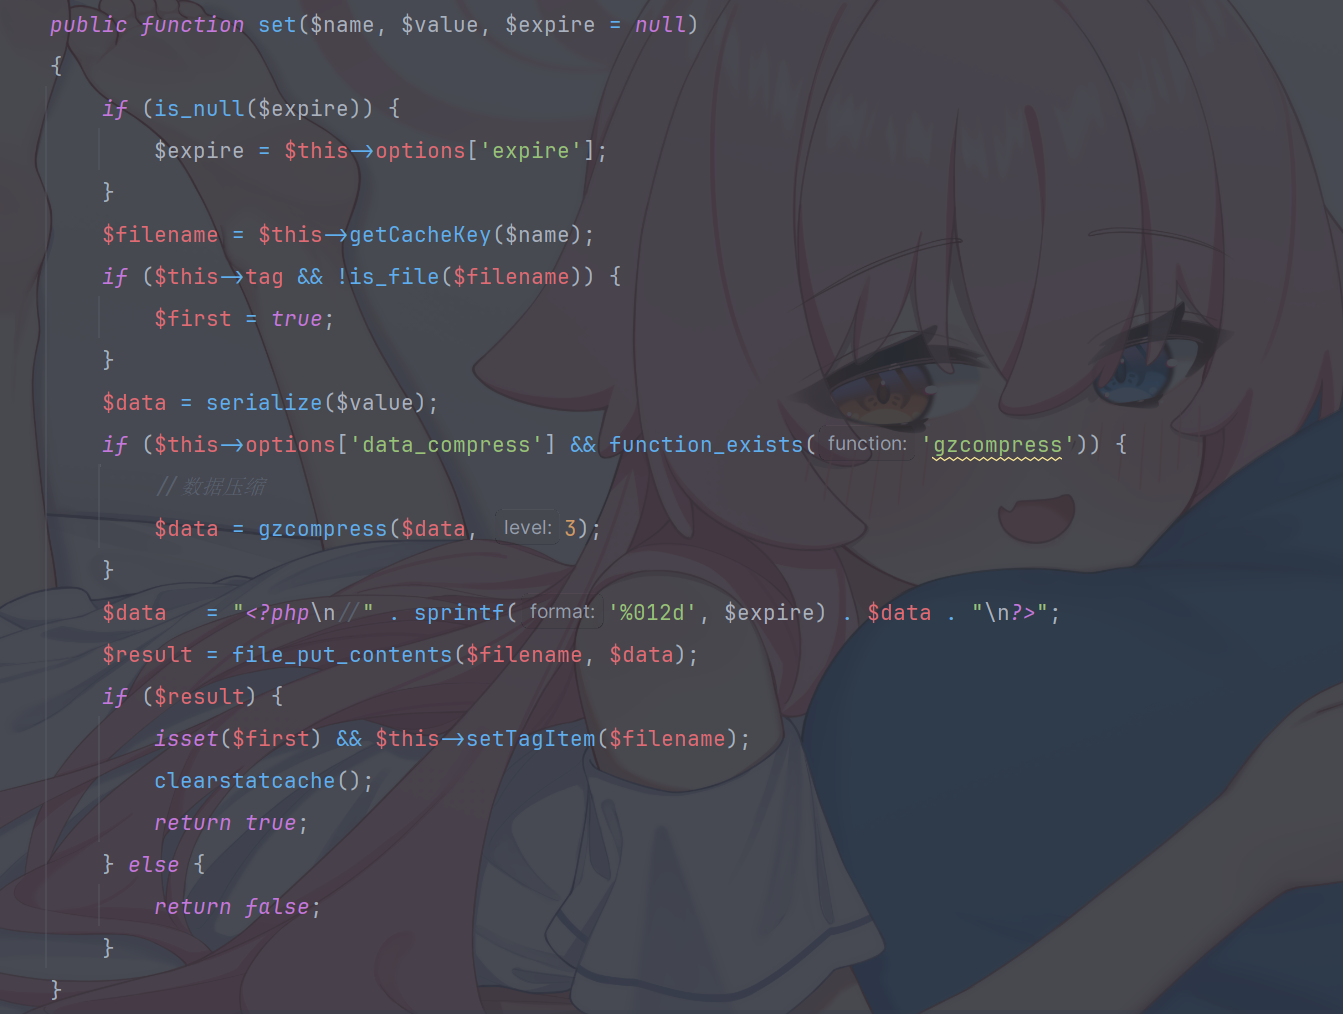 public function set($name, $value, $expire = null)
{
if (is_null($expire)) {
$expire = $this->options['expire'];
}
$filename = $this->getCacheKey($name);
if ($this->tag && !is_file($filename)) {
$first = true;
}
$data = serialize($value);
if ($this->options['data_compress'] && function_exists( function: 'gzcompress')) {
//数据压缩
$data = gzcompress($data, level: 3);
}
$data   = "<?php\n//" . sprintf( format: '%012d', $expire) . $data . "\n?>";
$result = file_put_contents($filename, $data);
if ($result) {
isset($first) && $this->setTagItem($filename);
clearstatcache();
return true;
} else {
return false;
}
}